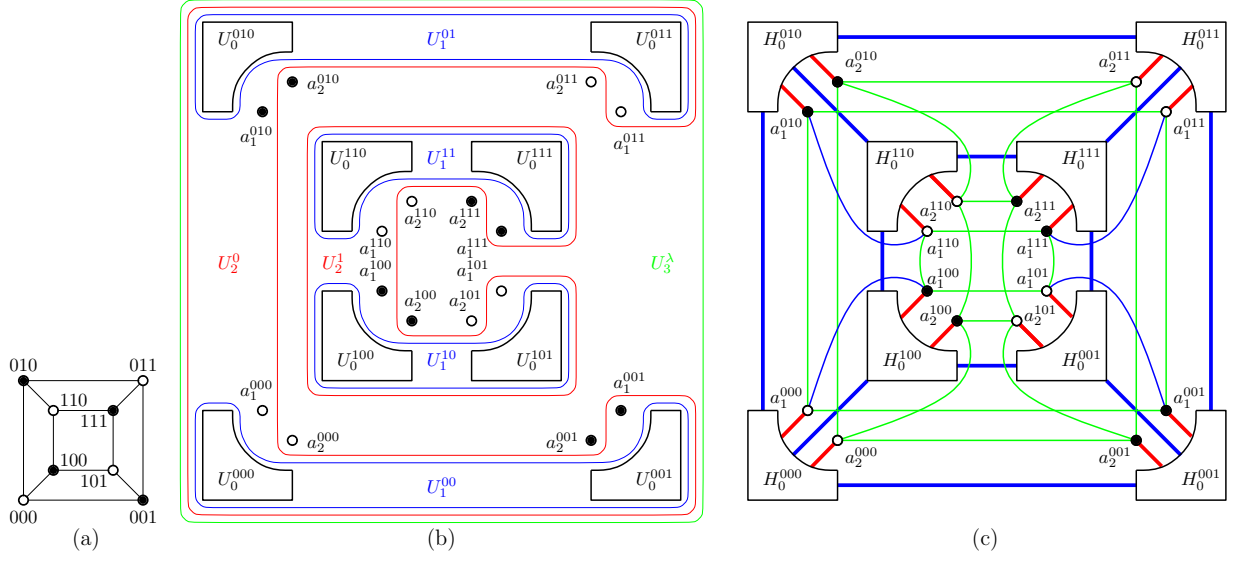 010 011
110
111
100
101
000 001
(a)
U_0^{010} U_1^{01} U_0^{011}
a_2^{010} a_2^{011}
a_1^{010} a_1^{011}
U_0^{110} U_1^{11} U_0^{111}
a_2^{110} a_2^{111}
a_1^{110} a_1^{111}
U_2^0 U_2^1 a_1^{100} a_1^{101} U_3^λ
a_2^{100} a_2^{101}
U_0^{100} U_1^{10} U_0^{101}
a_1^{000} a_1^{001}
a_2^{000} a_2^{001}
U_0^{000} U_1^{00} U_0^{001}
(b)
H_0^{010} H_0^{011}
a_2^{010} a_2^{011}
a_1^{010} a_1^{011}
H_0^{110} H_0^{111}
a_2^{110} a_2^{111}
a_1^{110} a_1^{111}
a_1^{100} a_1^{101}
a_2^{100} a_2^{101}
H_0^{100} H_0^{001}
a_1^{000} a_1^{001}
a_2^{000} a_2^{001}
H_0^{000} H_0^{001}
(c)